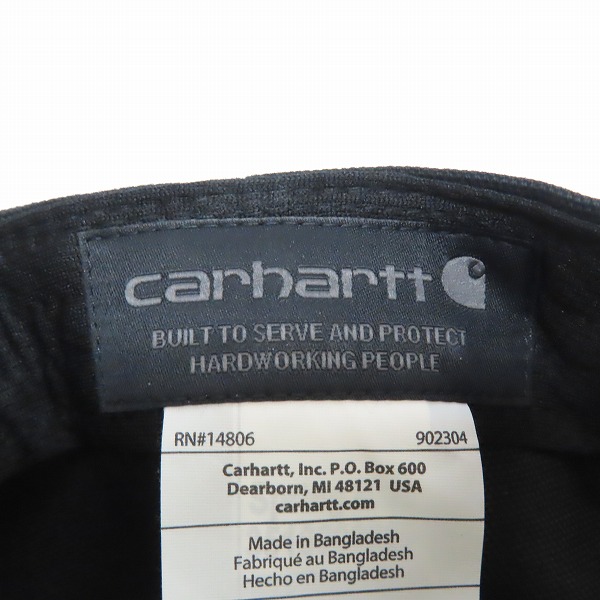 carhartt
BUILT TO SERVE AND PROTECT
HARDWORKING PEOPLE
RN#14806 902304
Carhartt, Inc. P.O. Box 600
Dearborn, MI 48121 USA
carhartt.com
Made in Bangladesh
Fabriqué au Bangladesh
Hecho en Bangladesh